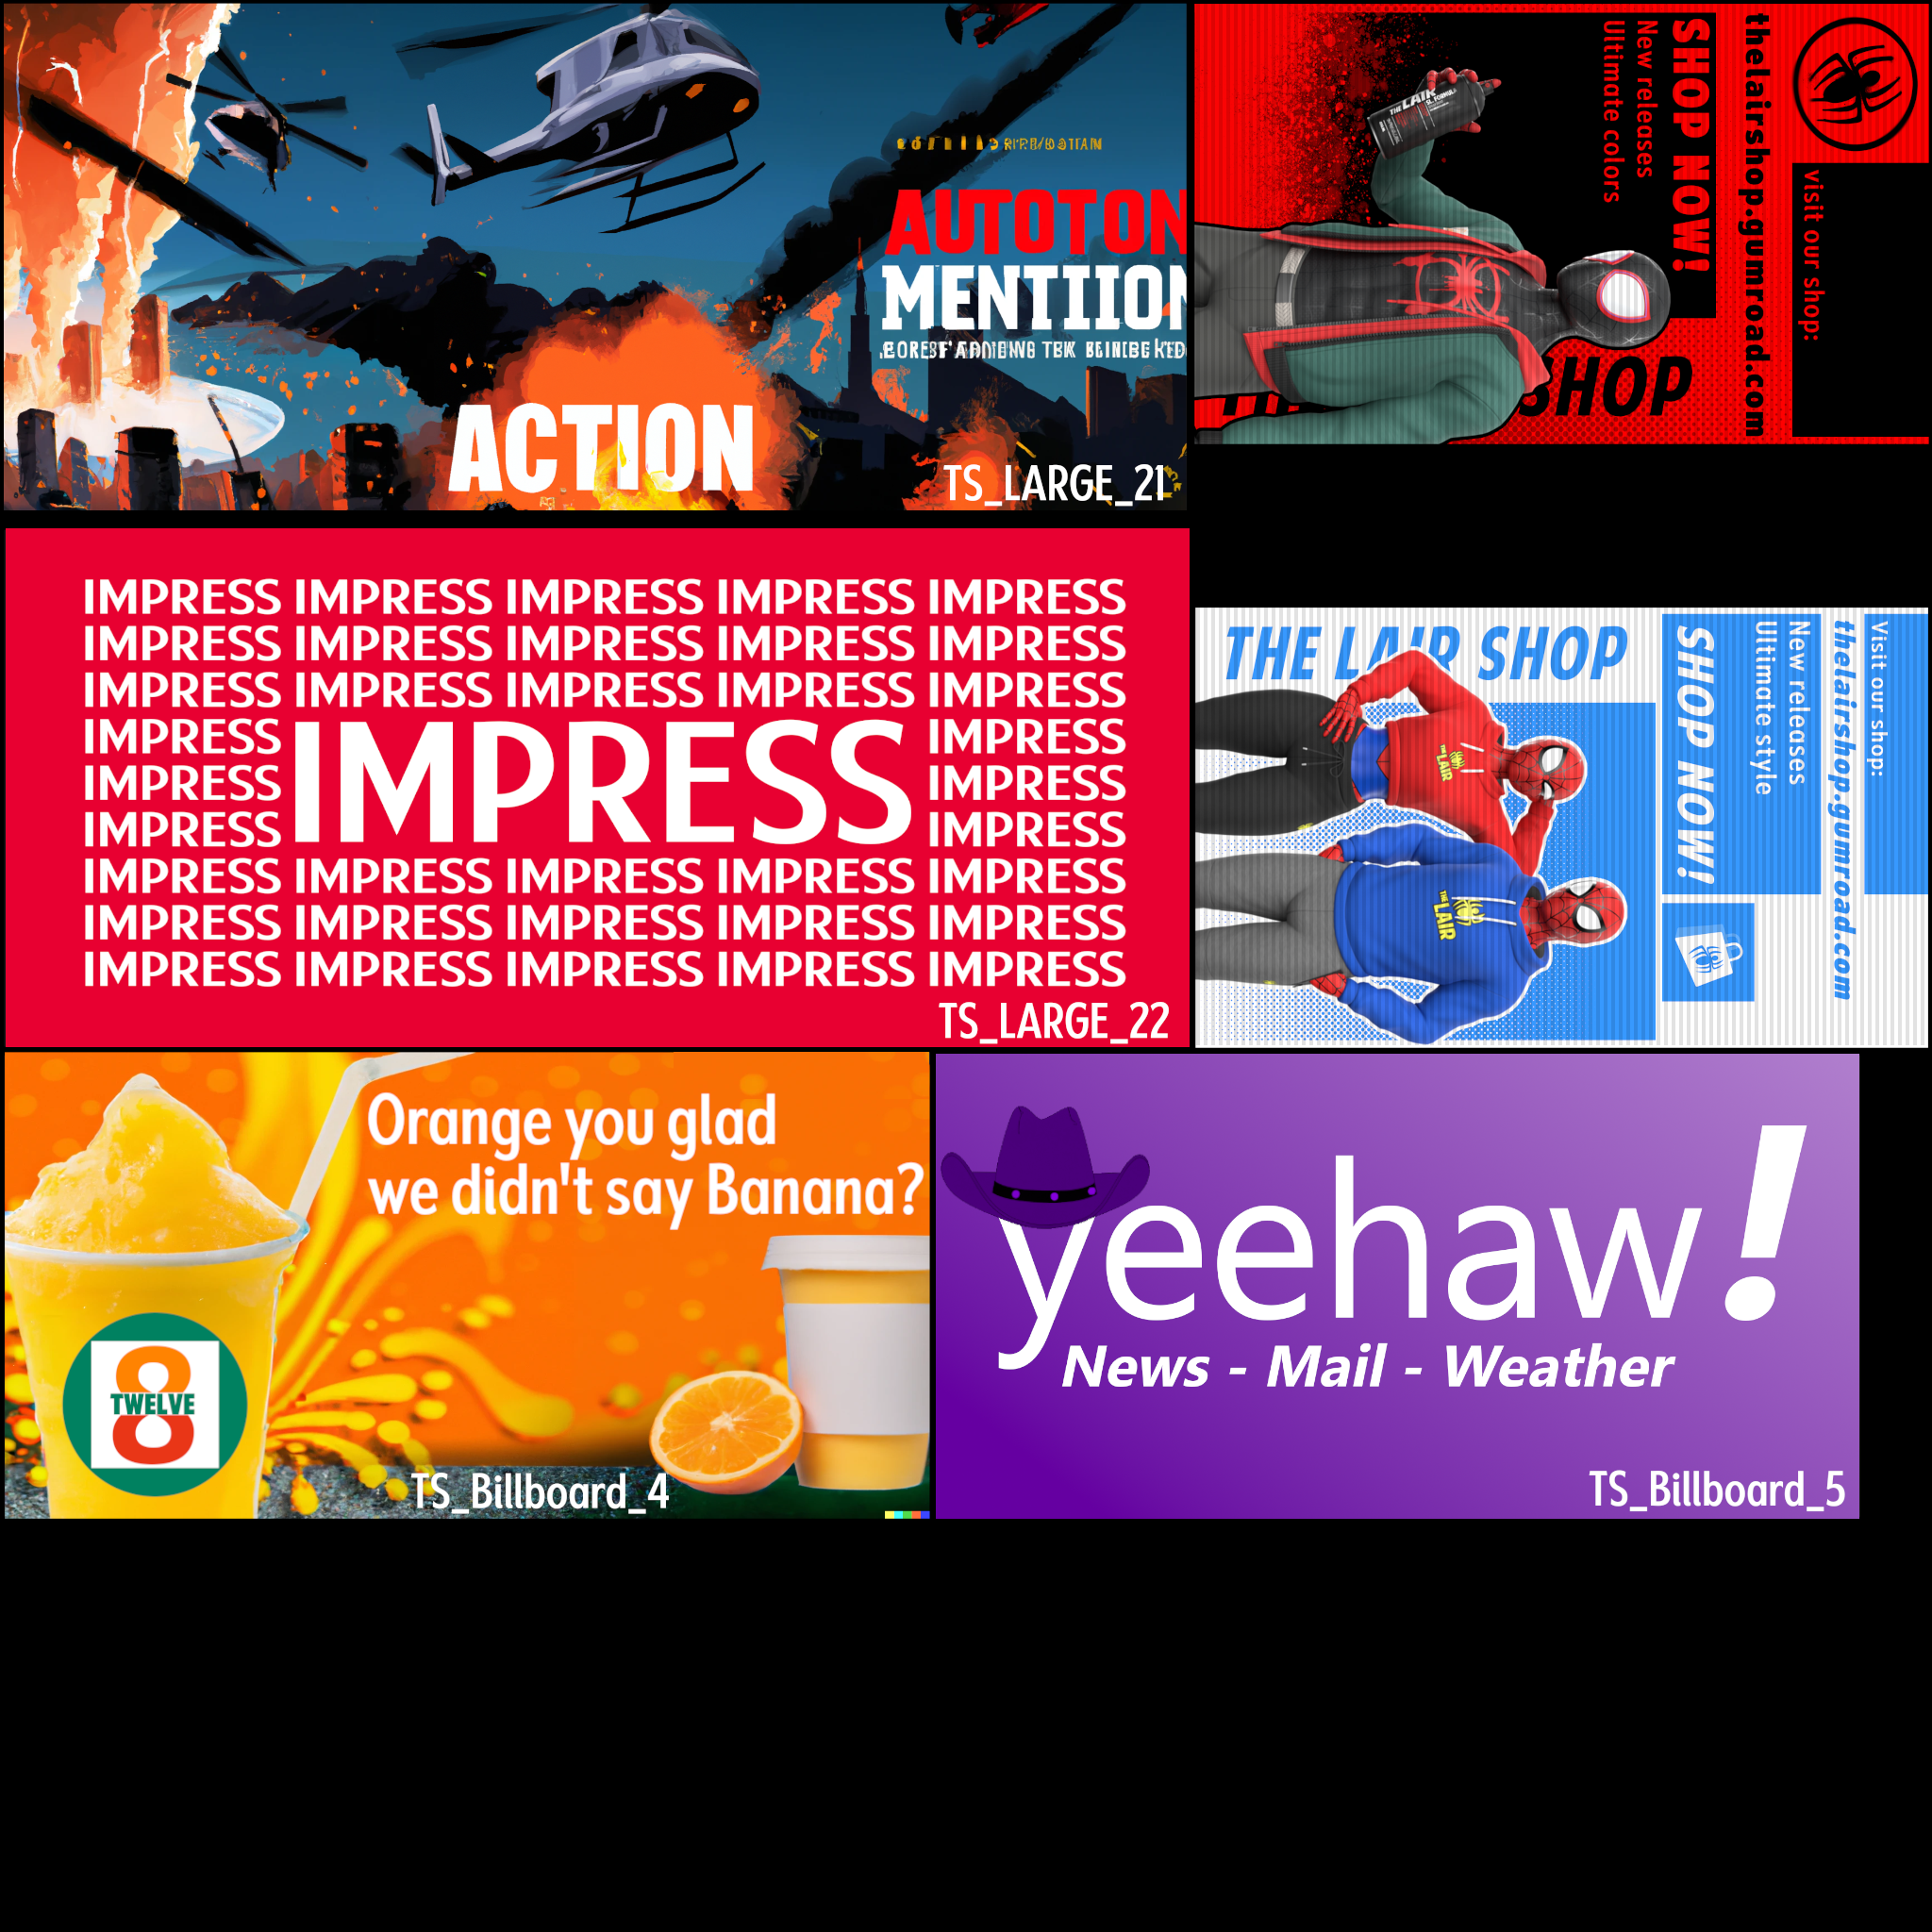 AUTOTON
MENTIION
ACTION
TS_LARGE_21
THE LAIR
SL FORMULA
SHOP
SHOP NOW!
New releases
Ultimate colors
thelairshop.gumroad.com
visit our shop:
IMPRESS IMPRESS IMPRESS IMPRESS IMPRESS
IMPRESS IMPRESS IMPRESS IMPRESS IMPRESS
IMPRESS IMPRESS IMPRESS IMPRESS IMPRESS
IMPRESS IMPRESS
IMPRESS IMPRESS IMPRESS
IMPRESS IMPRESS
IMPRESS IMPRESS IMPRESS IMPRESS IMPRESS
IMPRESS IMPRESS IMPRESS IMPRESS IMPRESS
IMPRESS IMPRESS IMPRESS IMPRESS IMPRESS
TS_LARGE_22
THE LAIR SHOP
THE LAIR
THE LAIR
SHOP NOW!
New releases
Ultimate style
Visit our shop:
thelairshop.gumroad.com
Orange you glad
we didn't say Banana?
8
TWELVE
TS_Billboard_4
yeehaw!
News - Mail - Weather
TS_Billboard_5